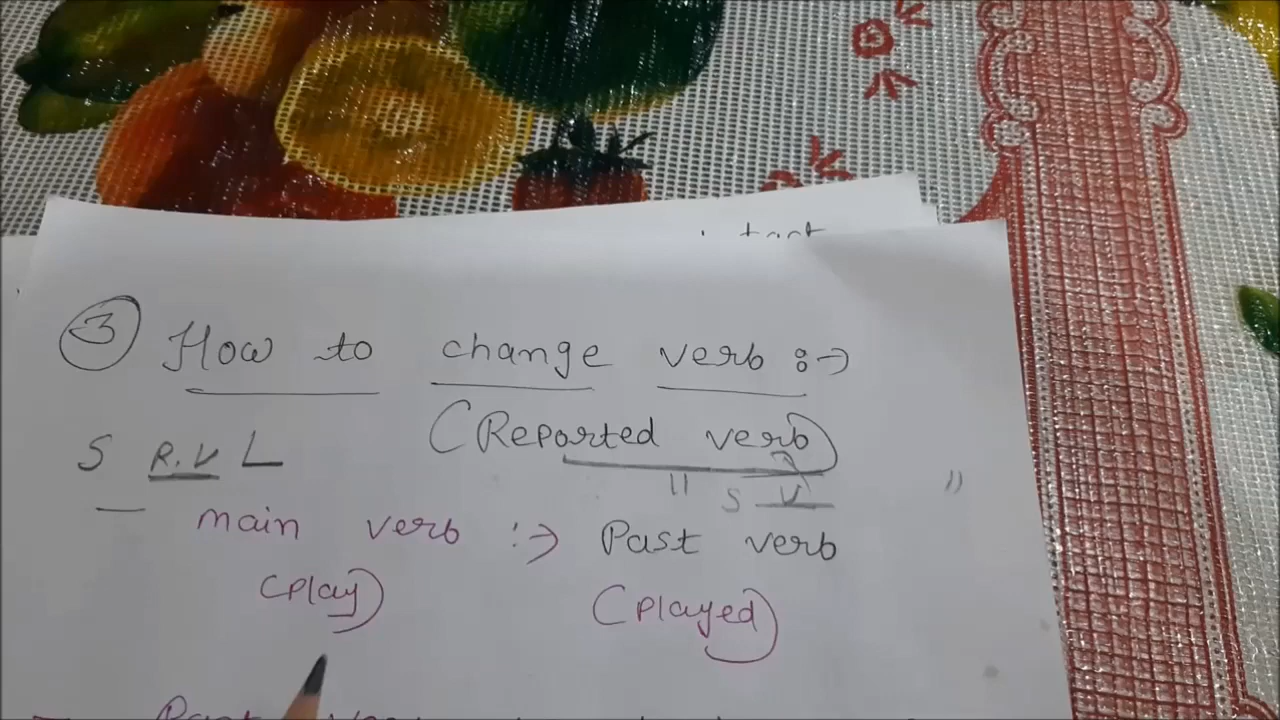 ③ How to change verb :->
(Reported verb)
S R.V L " S V "
main verb :-> Past verb
(play) (played)